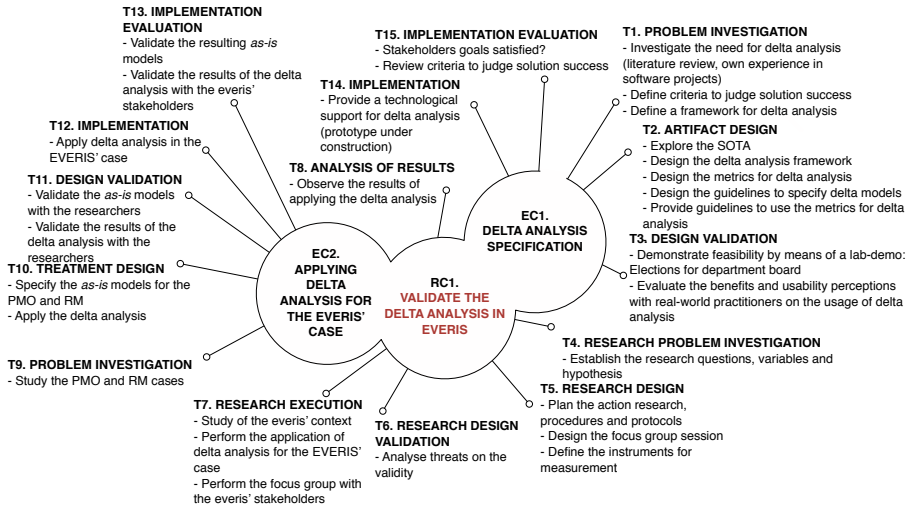 T13. IMPLEMENTATION
EVALUATION
- Validate the resulting as-is
models
- Validate the results of the delta
analysis with the everis'
stakeholders
T15. IMPLEMENTATION EVALUATION
- Stakeholders goals satisfied?
- Review criteria to judge solution success
T1. PROBLEM INVESTIGATION
- Investigate the need for delta analysis
(literature review, own experience in
software projects)
- Define criteria to judge solution success
- Define a framework for delta analysis
T14. IMPLEMENTATION
- Provide a technological
support for delta analysis
(prototype under
construction)
T12. IMPLEMENTATION
- Apply delta analysis in the
EVERIS' case
T2. ARTIFACT DESIGN
- Explore the SOTA
- Design the delta analysis framework
- Design the metrics for delta analysis
- Design the guidelines to specify delta models
- Provide guidelines to use the metrics for delta
analysis
T8. ANALYSIS OF RESULTS
- Observe the results of
applying the delta analysis
T11. DESIGN VALIDATION
- Validate the as-is models
with the researchers
- Validate the results of the
delta analysis with the
researchers
EC1.
DELTA ANALYSIS
SPECIFICATION
T3. DESIGN VALIDATION
- Demonstrate feasibility by means of a lab-demo:
Elections for department board
- Evaluate the benefits and usability perceptions
with real-world practitioners on the usage of delta
analysis
EC2.
APPLYING
DELTA
ANALYSIS FOR
THE EVERIS'
CASE
RC1.
VALIDATE THE
DELTA ANALYSIS IN
EVERIS
T10. TREATMENT DESIGN
- Specify the as-is models for the
PMO and RM
- Apply the delta analysis
T4. RESEARCH PROBLEM INVESTIGATION
- Establish the research questions, variables and
hypothesis
T9. PROBLEM INVESTIGATION
- Study the PMO and RM cases
T5. RESEARCH DESIGN
- Plan the action research,
procedures and protocols
- Design the focus group session
- Define the instruments for
measurement
T7. RESEARCH EXECUTION
- Study of the everis' context
- Perform the application of
delta analysis for the EVERIS'
case
- Perform the focus group with
the everis' stakeholders
T6. RESEARCH DESIGN
VALIDATION
- Analyse threats on the
validity